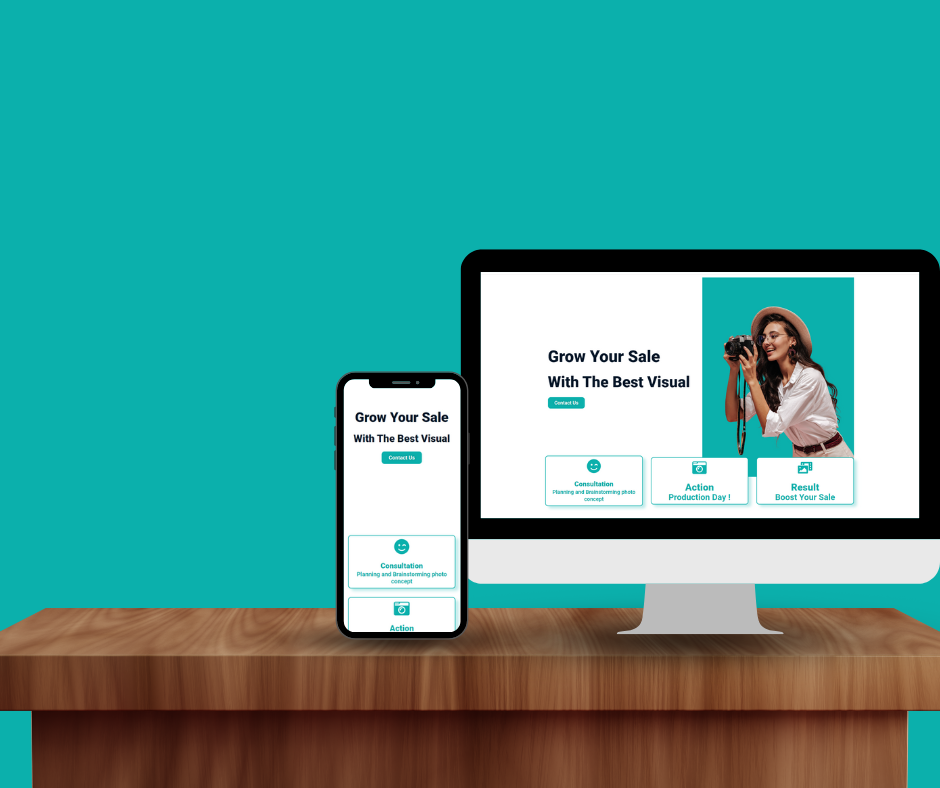 Grow Your Sale
With The Best Visual
Contact Us
Consultation
Planning and Brainstorming photo
concept
Action
Grow Your Sale
With The Best Visual
Contact Us
Consultation
Planning and Brainstorming photo
concept
Action
Production Day !
Result
Boost Your Sale